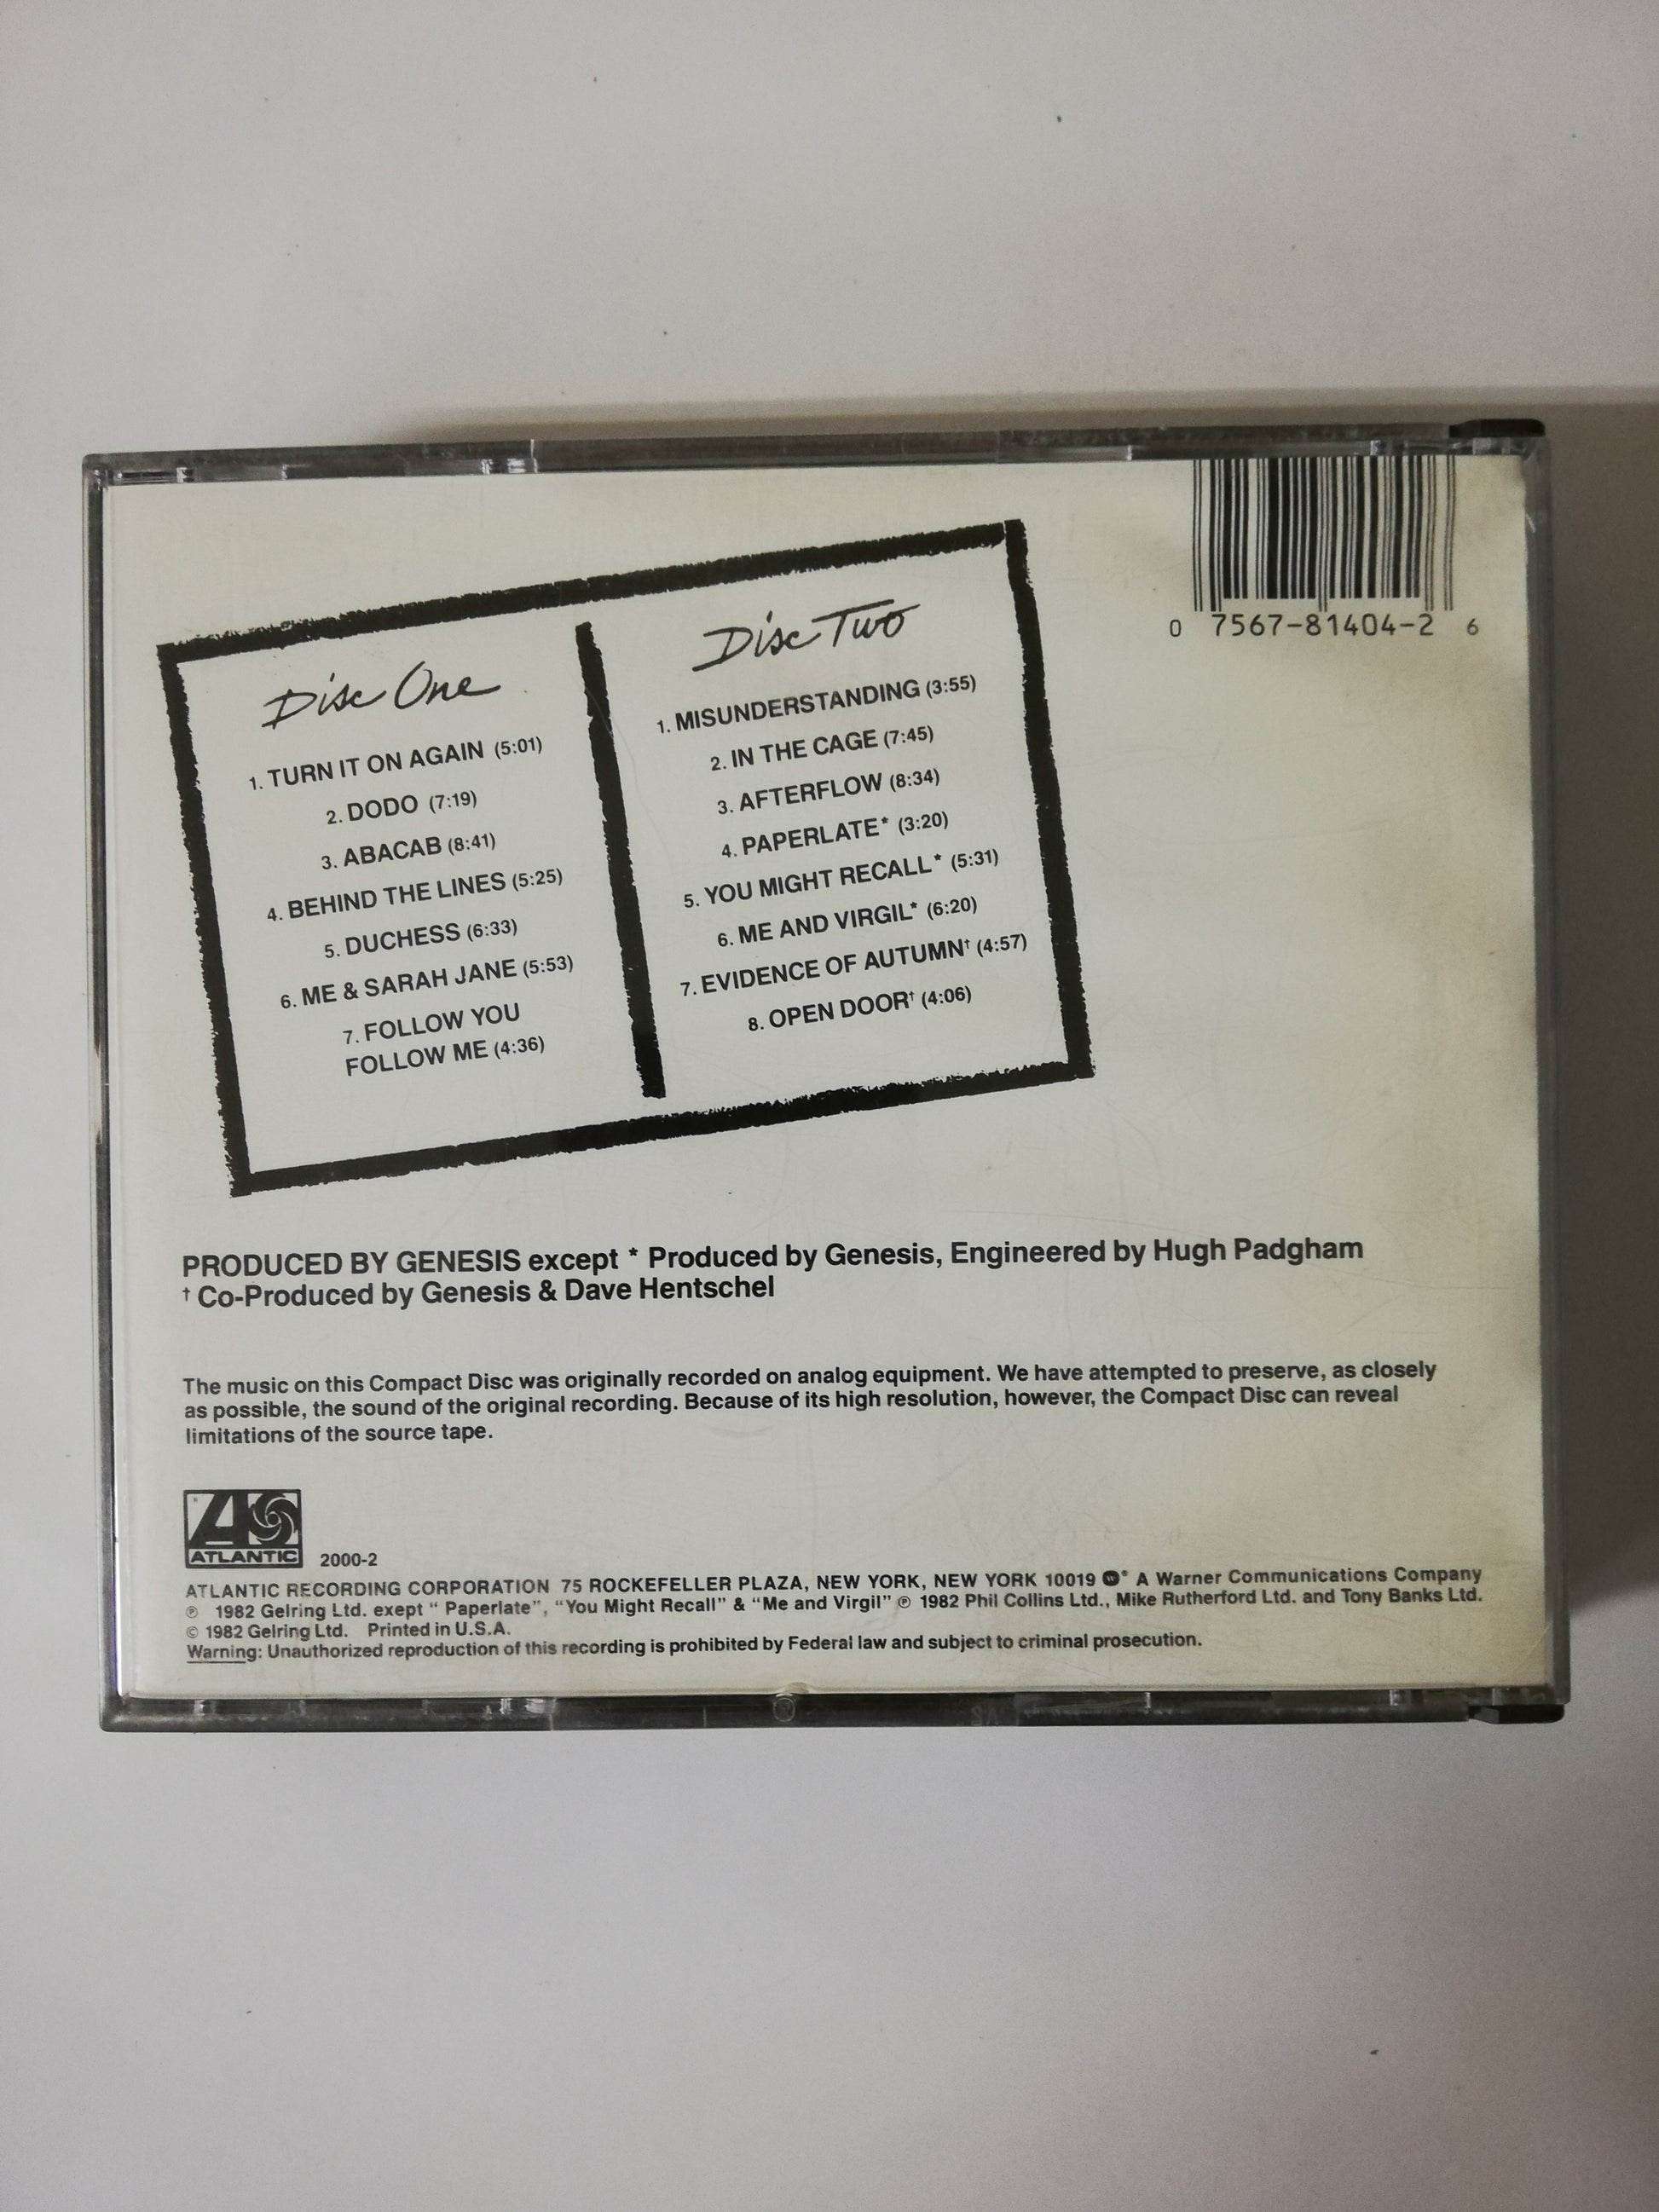 0 7567-81404-2 6
Disc One
1. TURN IT ON AGAIN (5:01)
2. DODO (7:19)
3. ABACAB (8:41)
4. BEHIND THE LINES (5:25)
5. DUCHESS (6:33)
6. ME & SARAH JANE (5:53)
7. FOLLOW YOU
FOLLOW ME (4:36)
Disc Two
1. MISUNDERSTANDING (3:55)
2. IN THE CAGE (7:45)
3. AFTERFLOW (8:34)
4. PAPERLATE* (3:20)
5. YOU MIGHT RECALL* (5:31)
6. ME AND VIRGIL* (6:20)
7. EVIDENCE OF AUTUMN† (4:57)
8. OPEN DOOR† (4:06)
PRODUCED BY GENESIS except * Produced by Genesis, Engineered by Hugh Padgham
† Co-Produced by Genesis & Dave Hentschel
The music on this Compact Disc was originally recorded on analog equipment. We have attempted to preserve, as closely
as possible, the sound of the original recording. Because of its high resolution, however, the Compact Disc can reveal
limitations of the source tape.
ATLANTIC
2000-2
ATLANTIC RECORDING CORPORATION 75 ROCKEFELLER PLAZA, NEW YORK, NEW YORK 10019 ® A Warner Communications Company
℗ 1982 Gelring Ltd. exept “ Paperlate”, “You Might Recall” & “Me and Virgil” ℗ 1982 Phil Collins Ltd., Mike Rutherford Ltd. and Tony Banks Ltd.
© 1982 Gelring Ltd. Printed in U.S.A.
Warning: Unauthorized reproduction of this recording is prohibited by Federal law and subject to criminal prosecution.